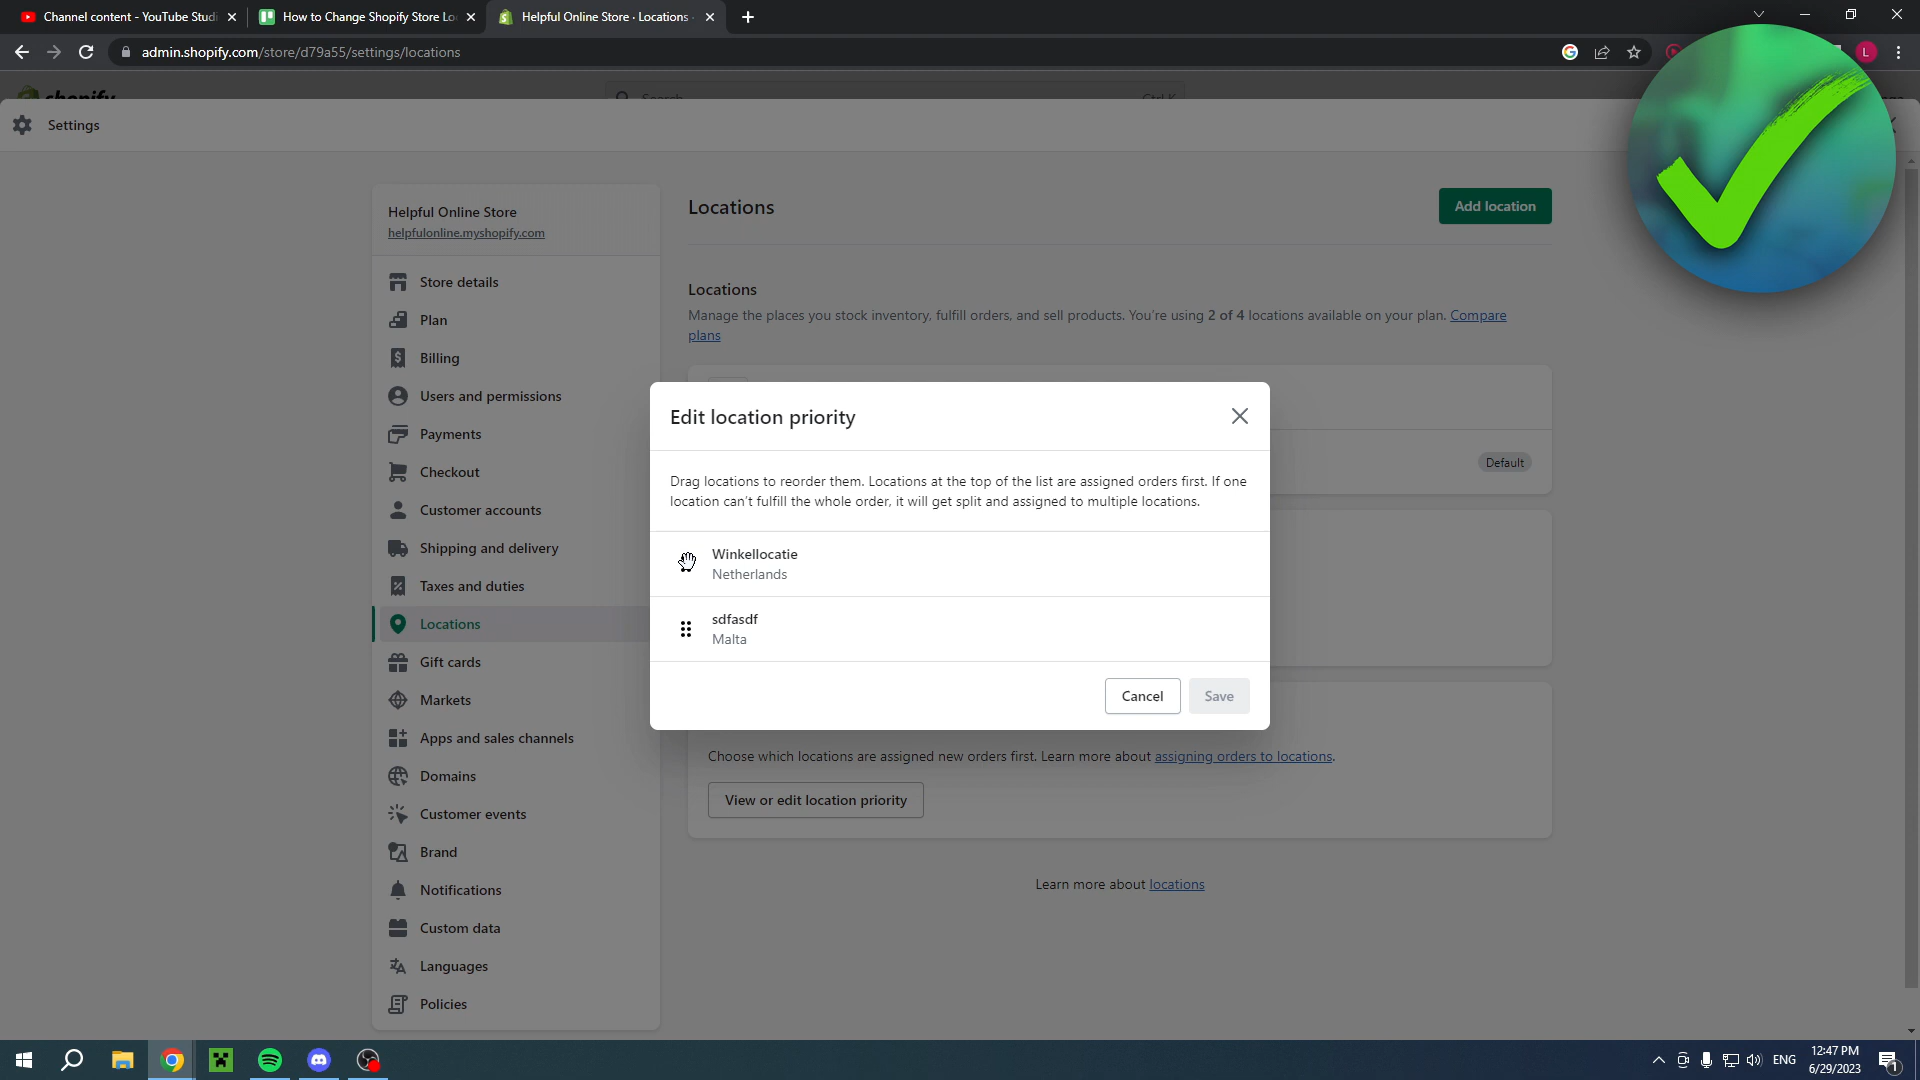 Channel content - YouTube Studi
How to Change Shopify Store Lo
Helpful Online Store · Locations ·
admin.shopify.com/store/d79a55/settings/locations
L
shopify
Search
Ctrl K
Settings
Helpful Online Store
helpfulonline.myshopify.com
Store details
Plan
Billing
Users and permissions
Payments
Checkout
Customer accounts
Shipping and delivery
Taxes and duties
Locations
Gift cards
Markets
Apps and sales channels
Domains
Customer events
Brand
Notifications
Custom data
Languages
Policies
Locations
Add location
Locations
Manage the places you stock inventory, fulfill orders, and sell products. You're using 2 of 4 locations available on your plan. Compare
plans
Default
Edit location priority
Drag locations to reorder them. Locations at the top of the list are assigned orders first. If one
location can't fulfill the whole order, it will get split and assigned to multiple locations.
Winkellocatie
Netherlands
sdfasdf
Malta
Cancel
Save
Choose which locations are assigned new orders first. Learn more about assigning orders to locations.
View or edit location priority
Learn more about locations
ENG
12:47 PM
6/29/2023
1